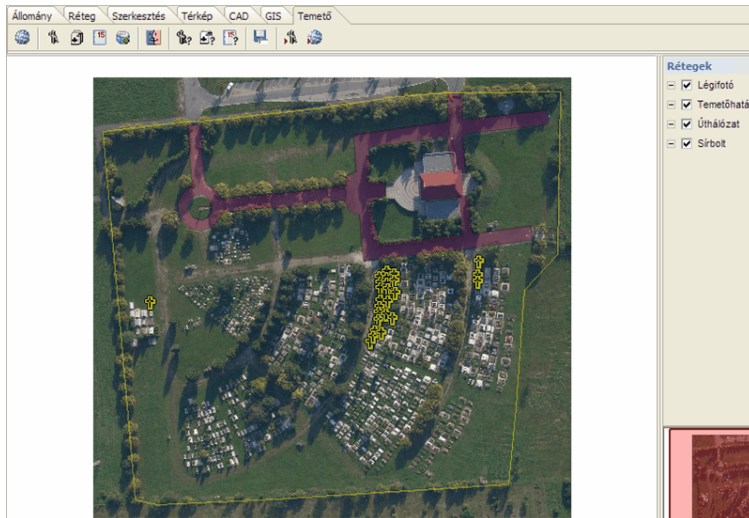 Állomány Réteg Szerkesztés Térkép CAD GIS Temető
Rétegek
Légifotó
Temetőhatá
Úthálózat
Sírbolt